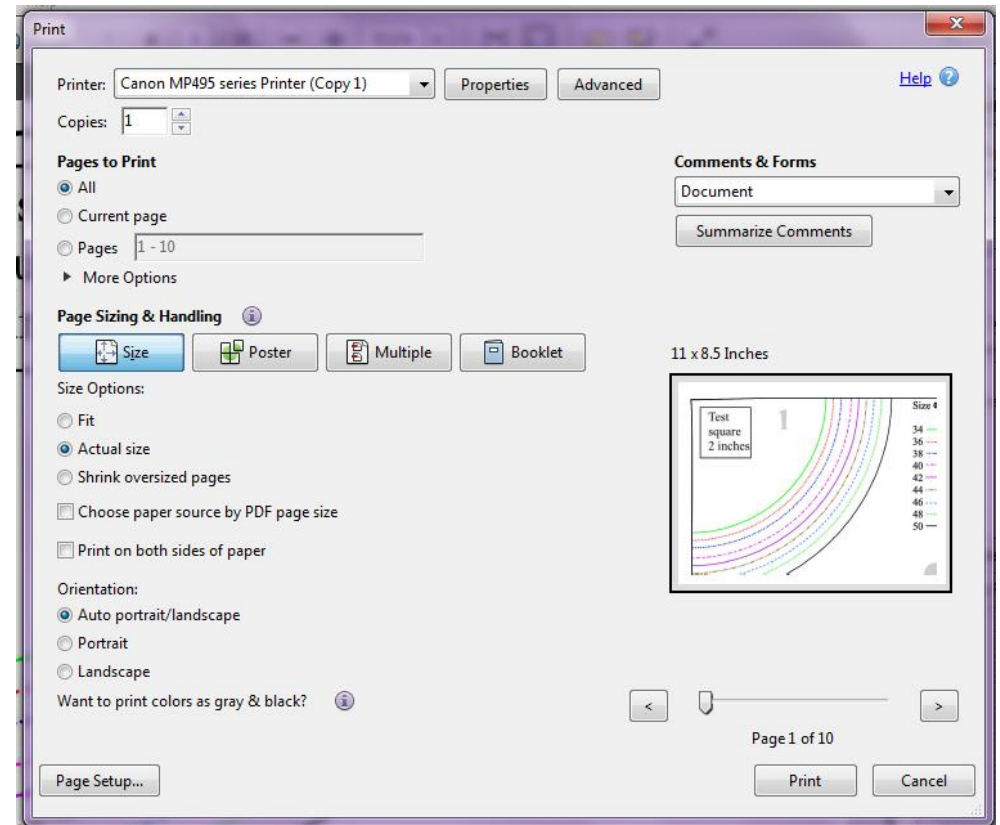 Print
Printer: Canon MP495 series Printer (Copy 1) Properties Advanced Help
Copies: 1
Pages to Print
All
Current page
Pages 1 - 10
More Options
Comments & Forms
Document
Summarize Comments
Page Sizing & Handling
Size Poster Multiple Booklet
Size Options:
Fit
Actual size
Shrink oversized pages
Choose paper source by PDF page size
Print on both sides of paper
Orientation:
Auto portrait/landscape
Portrait
Landscape
Want to print colors as gray & black?
11 x 8.5 Inches
Test
square
2 inches
1
Size
34
36
38
40
42
44
46
48
50
< >
Page 1 of 10
Page Setup... Print Cancel